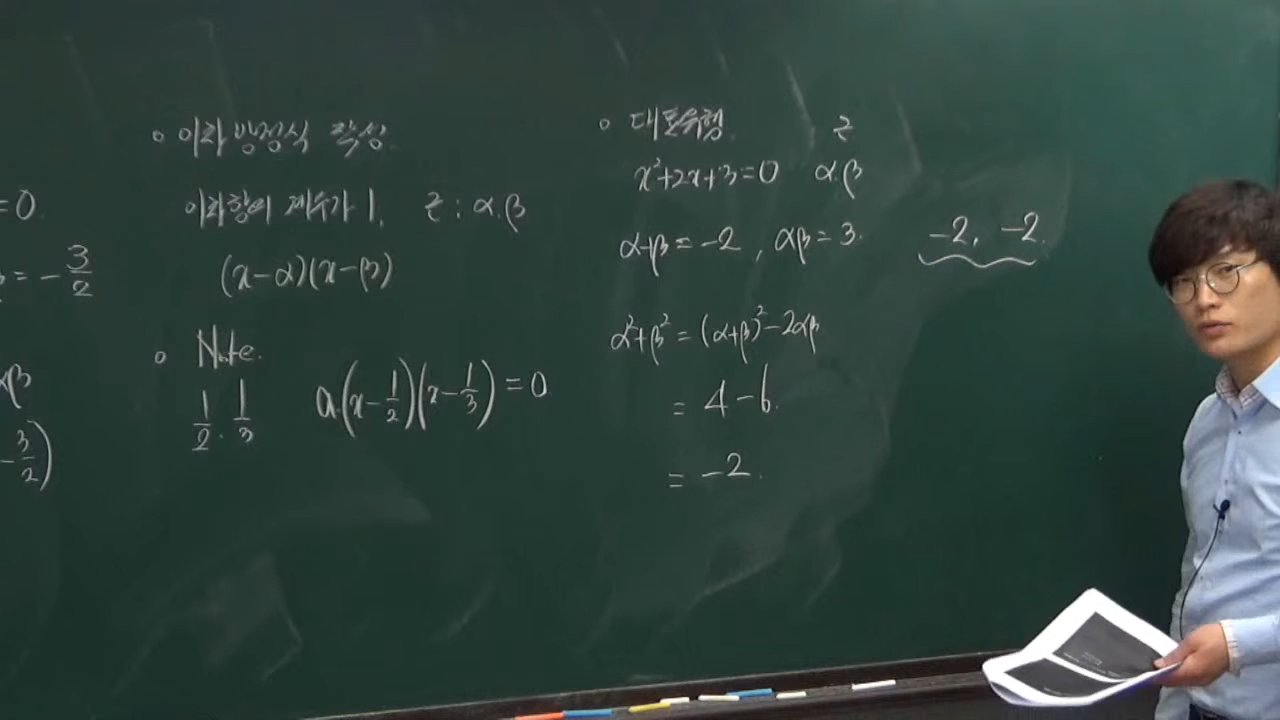 =0
β = -3/2
αβ
-3/2)
이차방정식 작성.
이차항의 계수가 1, 근 : α, β
(x-α)(x-β)
Note.
1/2, 1/3
a(x-1/2)(x-1/3)=0
대표유형. 근
x²+2x+3=0 α, β
α+β = -2, αβ = 3.
-2, -2.
α²+β² = (α+β)²-2αβ
= 4-6.
= -2.